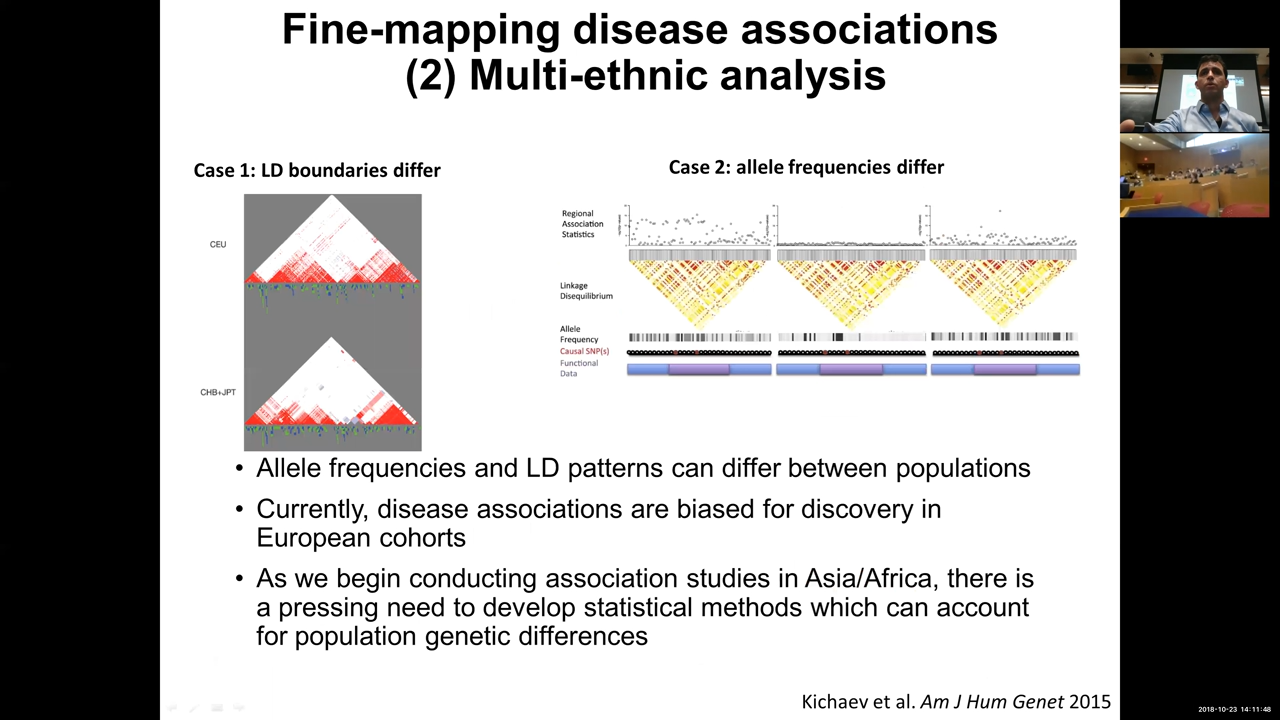 Fine-mapping disease associations
(2) Multi-ethnic analysis
Case 1: LD boundaries differ
Case 2: allele frequencies differ
CEU
CHB+JPT
Regional
Association
Statistics
Linkage
Disequilibrium
Allele
Frequency
Causal SNP(s)
Functional
Data
• Allele frequencies and LD patterns can differ between populations
• Currently, disease associations are biased for discovery in
European cohorts
• As we begin conducting association studies in Asia/Africa, there is
a pressing need to develop statistical methods which can account
for population genetic differences
Kichaev et al. Am J Hum Genet 2015
2018-10-23 14:11:48